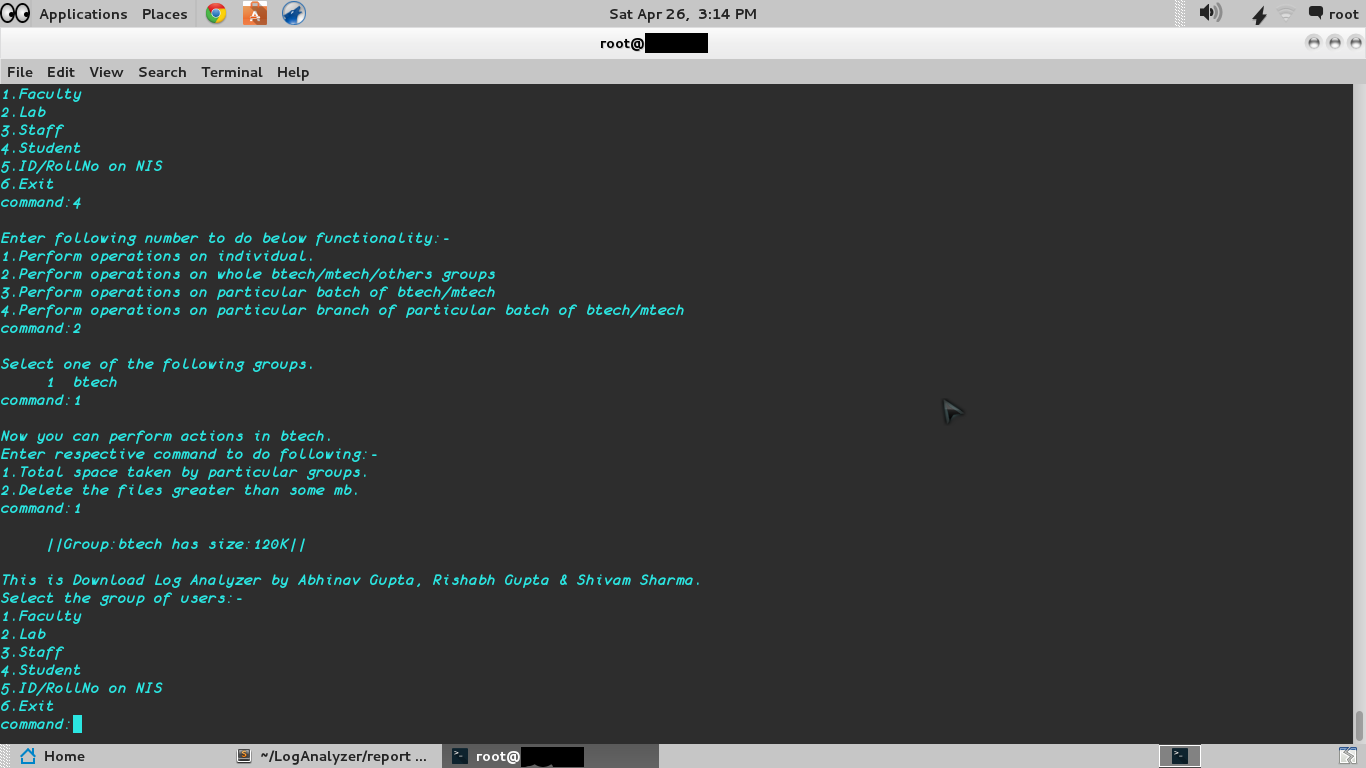 Applications Places Sat Apr 26, 3:14 PM root
root@
File Edit View Search Terminal Help
1.Faculty
2.Lab
3.Staff
4.Student
5.ID/RollNo on NIS
6.Exit
command:4
Enter following number to do below functionality:-
1.Perform operations on individual.
2.Perform operations on whole btech/mtech/others groups
3.Perform operations on particular batch of btech/mtech
4.Perform operations on particular branch of particular batch of btech/mtech
command:2
Select one of the following groups.
1 btech
command:1
Now you can perform actions in btech.
Enter respective command to do following:-
1.Total space taken by particular groups.
2.Delete the files greater than some mb.
command:1
||Group:btech has size:120K||
This is Download Log Analyzer by Abhinav Gupta, Rishabh Gupta & Shivam Sharma.
Select the group of users:-
1.Faculty
2.Lab
3.Staff
4.Student
5.ID/RollNo on NIS
6.Exit
command:
Home ~/LogAnalyzer/report ... root@